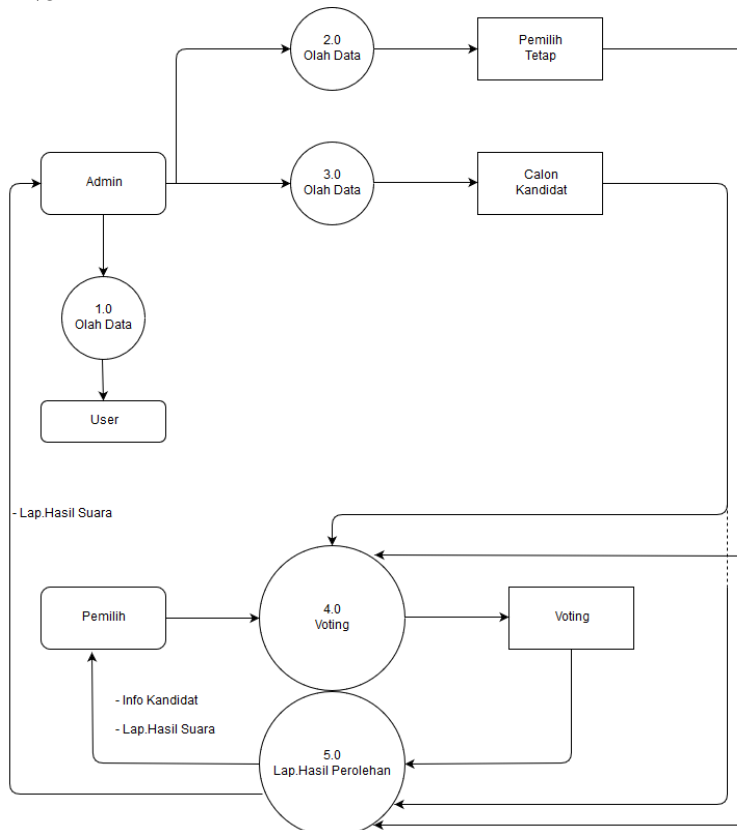 2.0
Olah Data
Pemilih
Tetap
Admin
3.0
Olah Data
Calon
Kandidat
1.0
Olah Data
User
- Lap.Hasil Suara
Pemilih
4.0
Voting
Voting
- Info Kandidat
- Lap.Hasil Suara
5.0
Lap.Hasil Perolehan